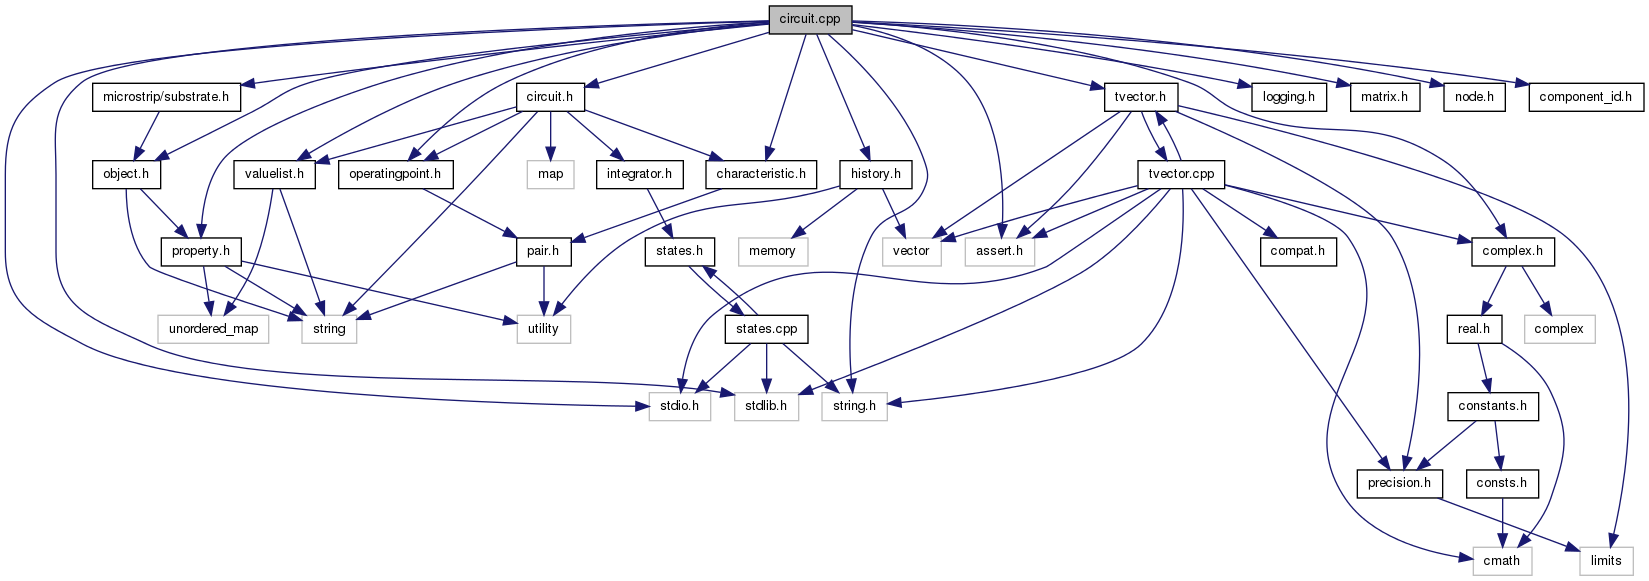 circuit.cpp
microstrip/substrate.h
circuit.h
tvector.h
logging.h
matrix.h
node.h
component_id.h
object.h
valuelist.h
operatingpoint.h
map
integrator.h
characteristic.h
history.h
tvector.cpp
property.h
pair.h
states.h
memory
vector
assert.h
compat.h
complex.h
unordered_map
string
utility
states.cpp
real.h
complex
stdio.h
stdlib.h
string.h
constants.h
precision.h
consts.h
cmath
limits